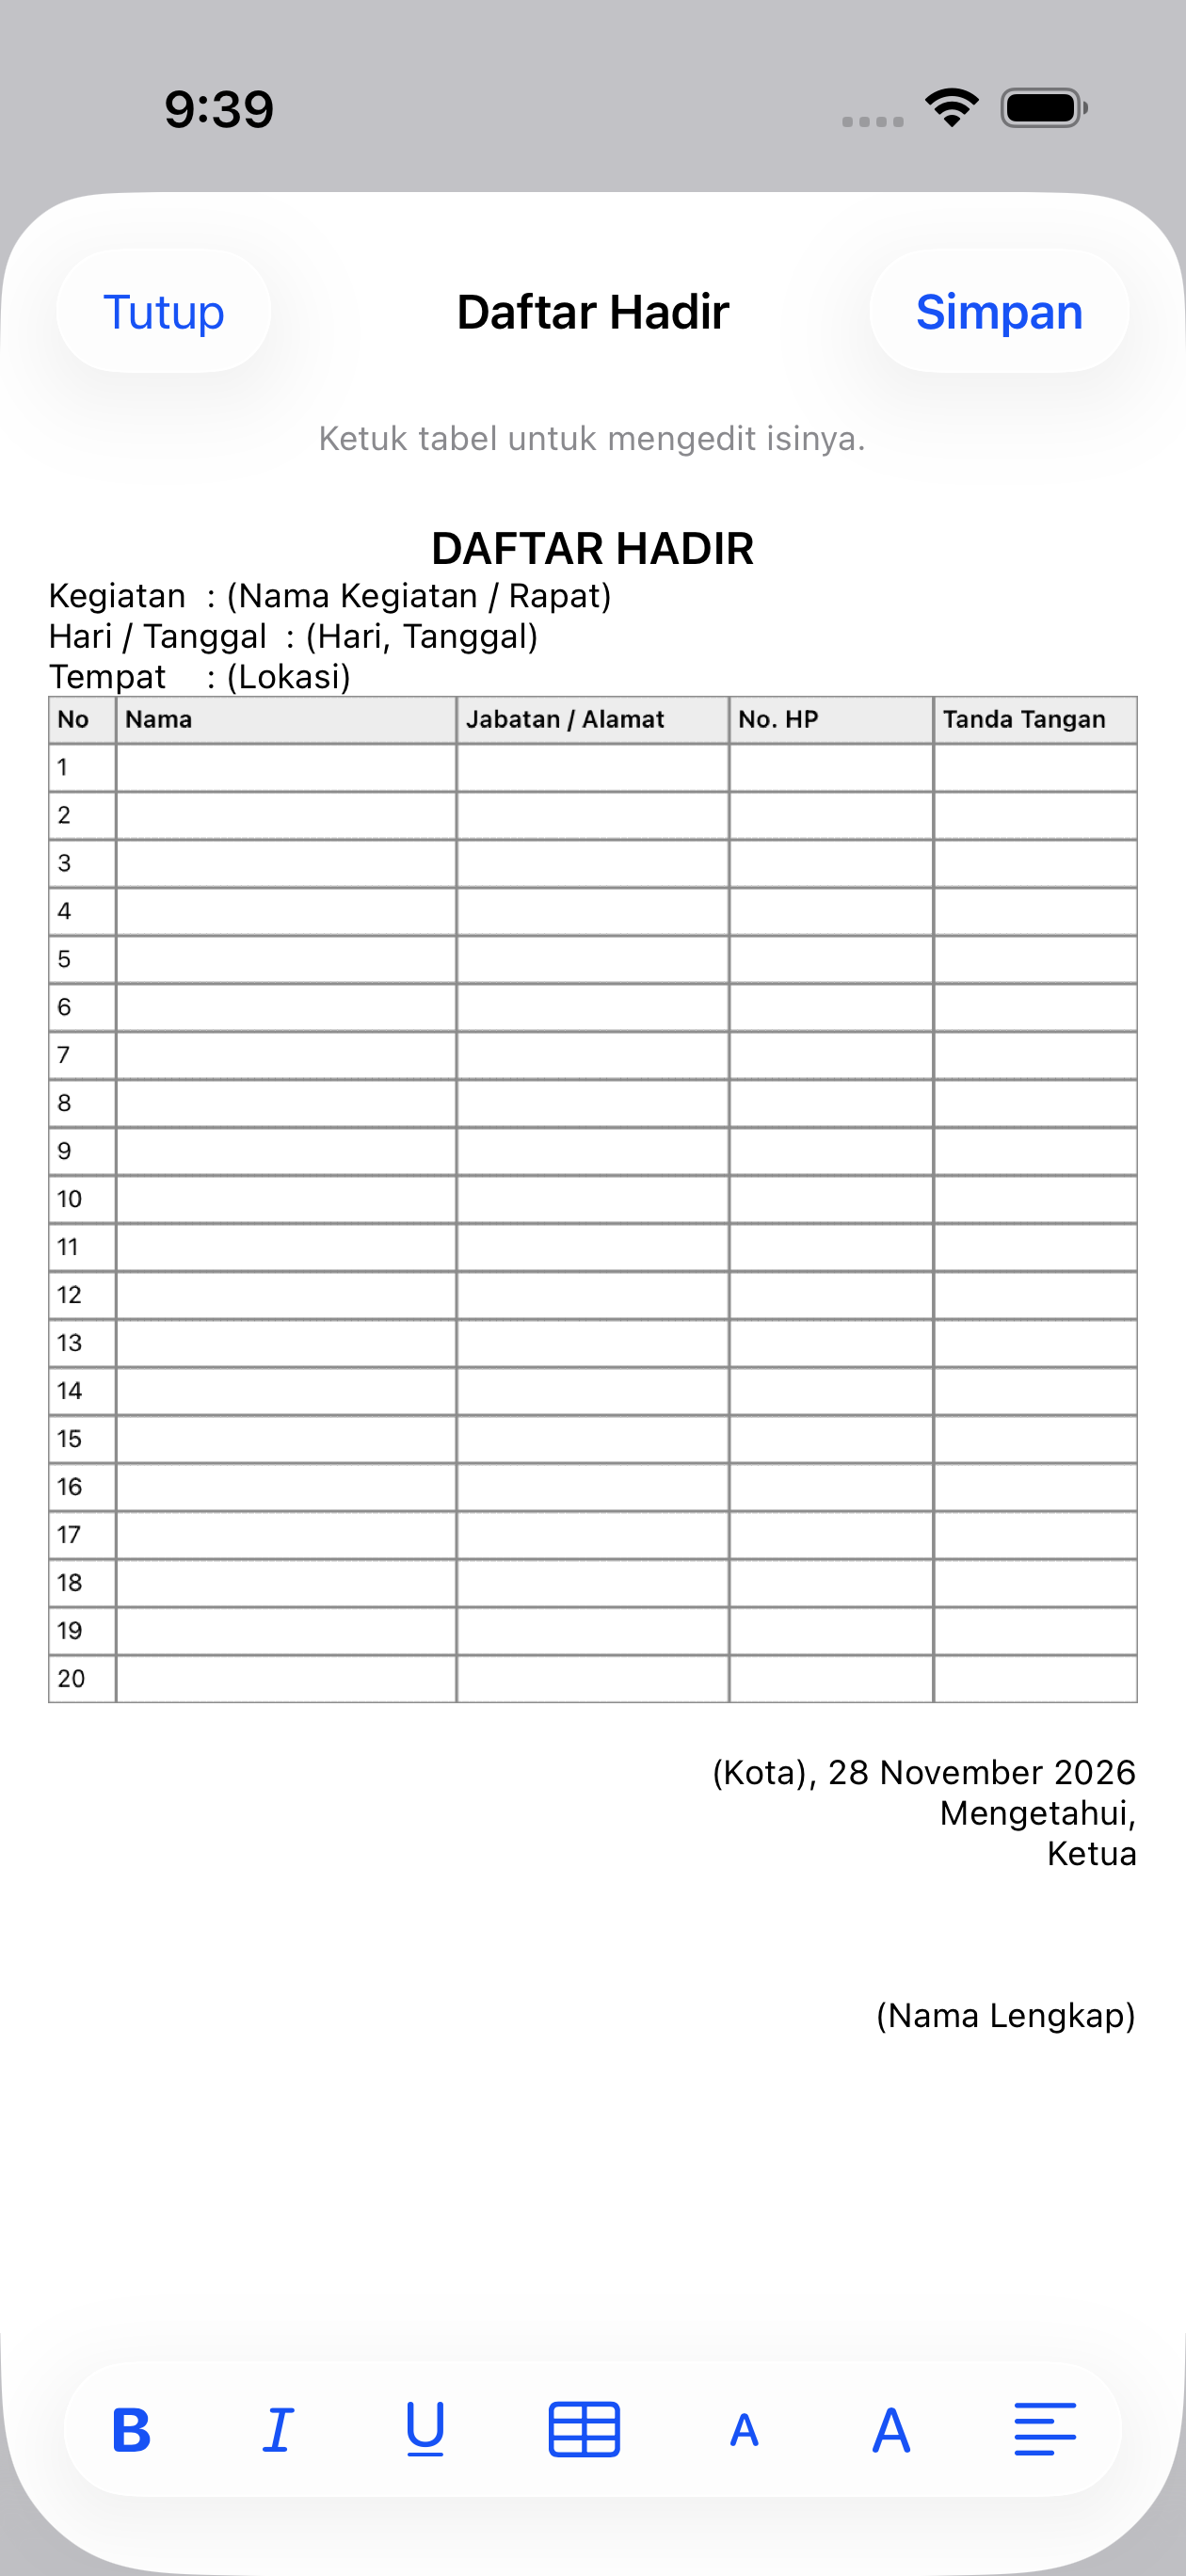 9:39
Tutup
Daftar Hadir
Simpan
Ketuk tabel untuk mengedit isinya.
DAFTAR HADIR
Kegiatan : (Nama Kegiatan / Rapat)
Hari / Tanggal : (Hari, Tanggal)
Tempat : (Lokasi)
No Nama Jabatan / Alamat No. HP Tanda Tangan
1
2
3
4
5
6
7
8
9
10
11
12
13
14
15
16
17
18
19
20
(Kota), 28 November 2026
Mengetahui,
Ketua
(Nama Lengkap)
B I U A A